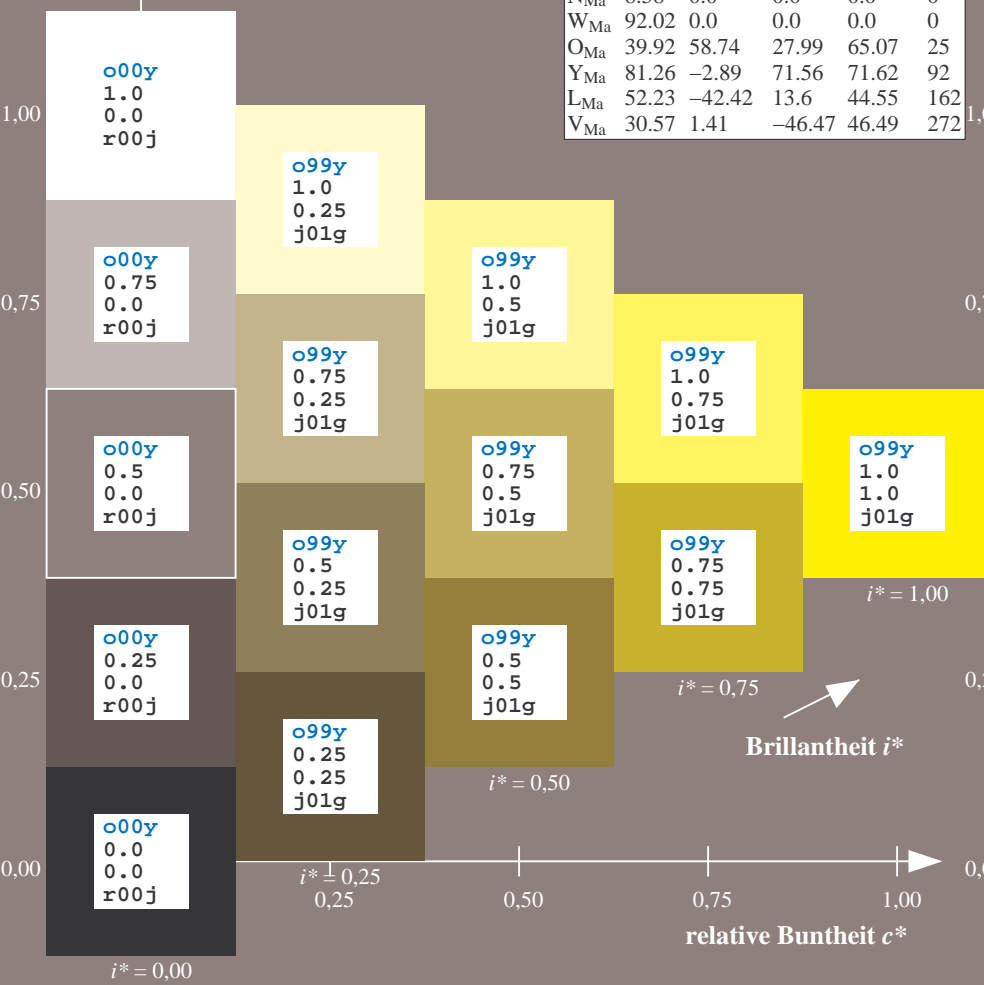 W Ma 92.02 0.0 0.0 0.0 0
O Ma 39.92 58.74 27.99 65.07 25
Y Ma 81.26 −2.89 71.56 71.62 92
L Ma 52.23 −42.42 13.6 44.55 162
V Ma 30.57 1.41 −46.47 46.49 272
1,00
0,75
0,50
0,25
0,00
o00y
1.0
0.0
r00j
o00y
0.75
0.0
r00j
o00y
0.5
0.0
r00j
o00y
0.25
0.0
r00j
o00y
0.0
0.0
r00j
i* = 0,00
o99y
1.0
0.25
j01g
o99y
0.75
0.25
j01g
o99y
0.5
0.25
j01g
o99y
0.25
0.25
j01g
i* = 0,25
o99y
1.0
0.5
j01g
o99y
0.75
0.5
j01g
o99y
0.5
0.5
j01g
i* = 0,50
o99y
1.0
0.75
j01g
o99y
0.75
0.75
j01g
i* = 0,75
o99y
1.0
1.0
j01g
i* = 1,00
Brillantheit i*
0,25 0,50 0,75 1,00
relative Buntheit c*